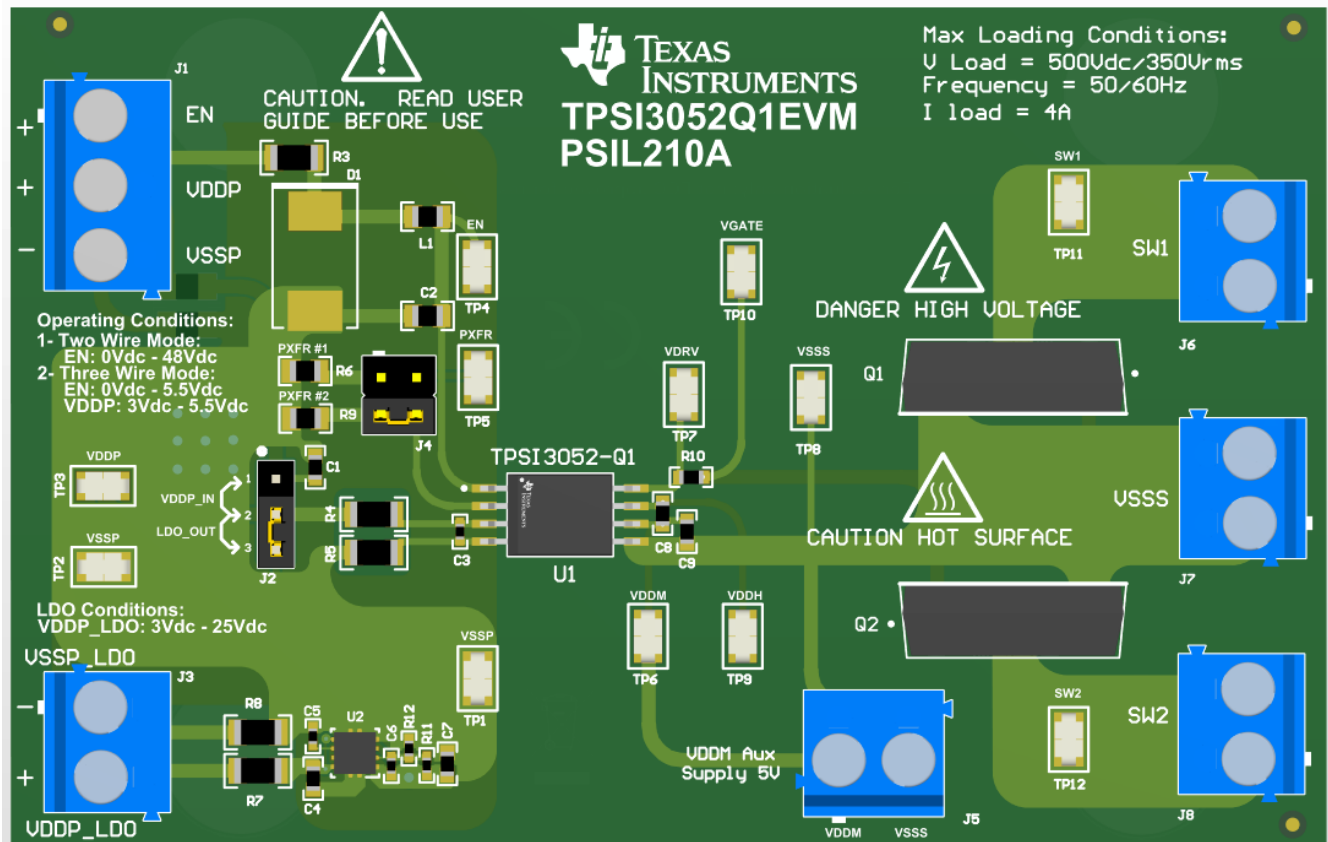 J1
EN
+
VDDP
+
VSSP
−
CAUTION. READ USER
GUIDE BEFORE USE
TEXAS
INSTRUMENTS
TPSI3052Q1EVM
PSIL210A
Max Loading Conditions:
V Load = 500Vdc/350Vrms
Frequency = 50/60Hz
I load = 4A
R3
D1
L1
C2
EN
TP4
PXFR
TP5
Operating Conditions:
1- Two Wire Mode:
EN: 0Vdc - 48Vdc
2- Three Wire Mode:
EN: 0Vdc - 5.5Vdc
VDDP: 3Vdc - 5.5Vdc
PXFR #1
R6
PXFR #2
R9
J4
VGATE
TP10
VDRV
TP7
VSSS
TP8
R10
SW1
TP11
SW1
J6
DANGER HIGH VOLTAGE
Q1
VDDP
TP3
VSSP
TP2
C1
1
VDDP_IN
2
LDO_OUT
3
J2
R4
R5
C3
TPSI3052-Q1
TEXAS
INSTRUMENTS
U1
C8
C9
CAUTION HOT SURFACE
VSSS
J7
LDO Conditions:
VDDP_LDO: 3Vdc - 25Vdc
VSSP_LDO
J3
−
+
VDDP_LDO
R8
R7
C5
C4
U2
C6
R12
R11
C7
VSSP
TP1
VDDM
TP6
VDDH
TP9
VDDM Aux
Supply 5V
J5
VDDM VSSS
Q2
SW2
TP12
SW2
J8